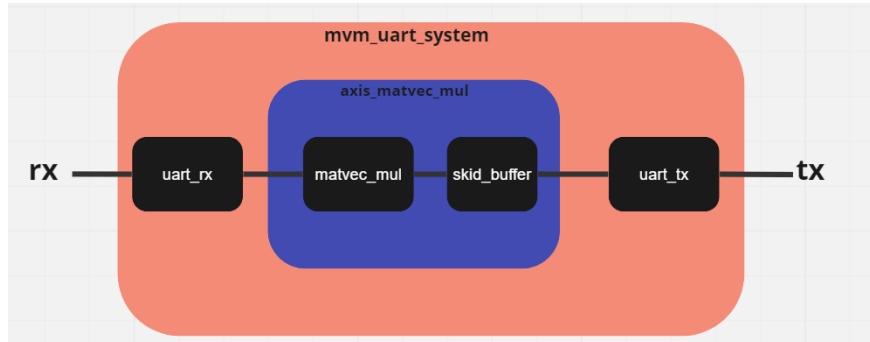 mvm_uart_system
axis_matvec_mul
rx
uart_rx
matvec_mul
skid_buffer
uart_tx
tx